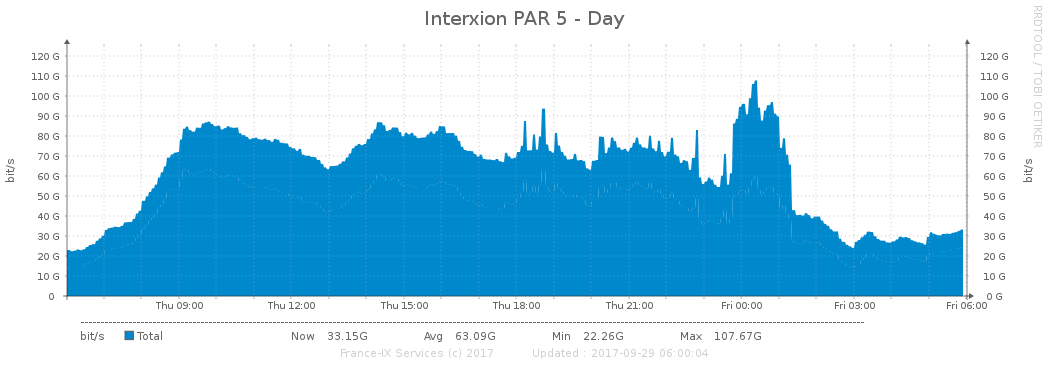 Interxion PAR 5 - Day
RRDTOOL / TOBI OETIKER
bit/s
120 G 120 G
110 G 110 G
100 G 100 G
90 G 90 G
80 G 80 G
70 G 70 G
60 G 60 G
50 G 50 G
40 G 40 G
30 G 30 G
20 G 20 G
10 G 10 G
0 0 G
bit/s
Thu 09:00 Thu 12:00 Thu 15:00 Thu 18:00 Thu 21:00 Fri 00:00 Fri 03:00 Fri 06:00
bit/s Total Now 33.15G Avg 63.09G Min 22.26G Max 107.67G
France-IX Services (c) 2017 Updated : 2017-09-29 06:00:04